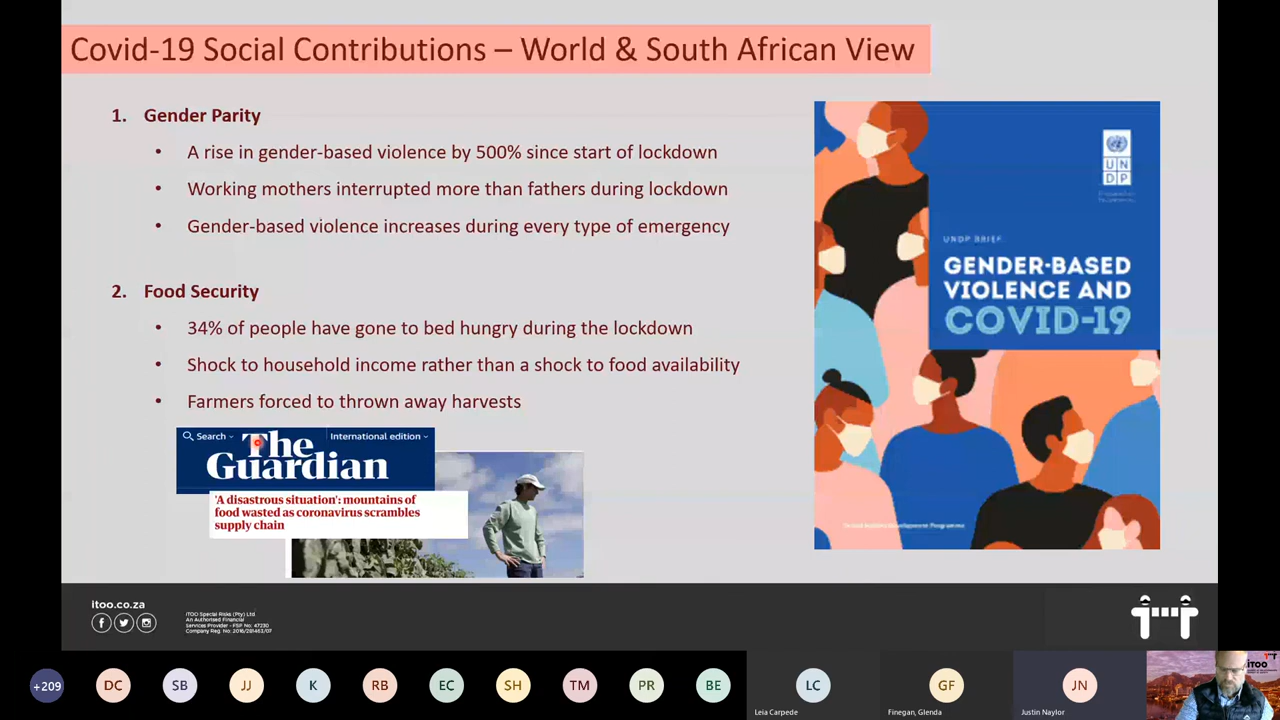 Covid-19 Social Contributions – World & South African View
1. Gender Parity
• A rise in gender-based violence by 500% since start of lockdown
• Working mothers interrupted more than fathers during lockdown
• Gender-based violence increases during every type of emergency
2. Food Security
• 34% of people have gone to bed hungry during the lockdown
• Shock to household income rather than a shock to food availability
• Farmers forced to thrown away harvests
Search
International edition
The
Guardian
'A disastrous situation': mountains of
food wasted as coronavirus scrambles
supply chain
U N
D P
UNDP BRIEF
GENDER-BASED
VIOLENCE AND
COVID-19
United Nations Development Programme
itoo.co.za
ITOO Special Risks (Pty) Ltd
An Authorised Financial
Services Provider - FSP No: 47230
Company Reg. No: 2016/281463/07
+209
DC
SB
JJ
K
RB
EC
SH
TM
PR
BE
LC
GF
JN
Leia Carpede
Finegan, Glenda
Justin Naylor
itoo